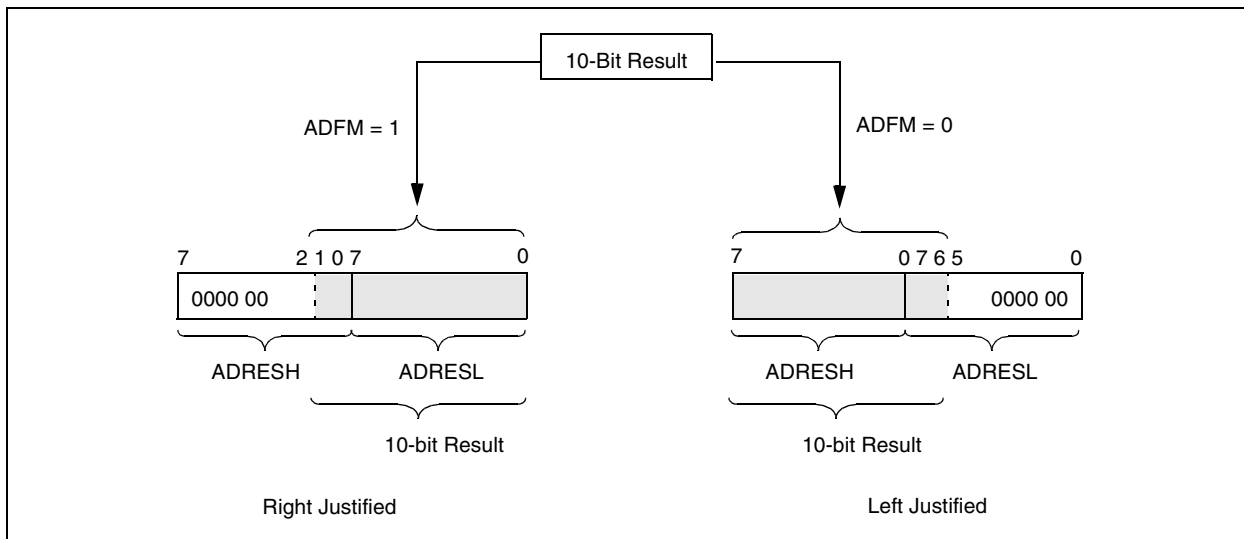 10-Bit Result
ADFM = 1
ADFM = 0
7 2 1 0 7 0
0000 00
ADRESH ADRESL
10-bit Result
Right Justified
7 0 7 6 5 0
0000 00
ADRESH ADRESL
10-bit Result
Left Justified